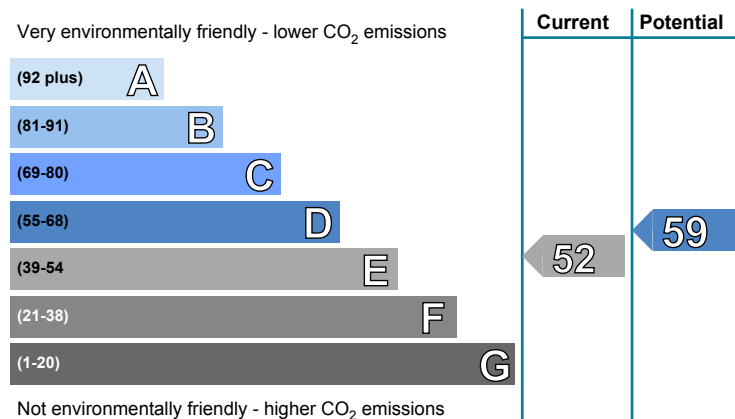 Very environmentally friendly - lower CO₂ emissions
Current
Potential
(92 plus) A
(81-91) B
(69-80) C
(55-68) D
(39-54 E
(21-38) F
(1-20) G
52
59
Not environmentally friendly - higher CO₂ emissions